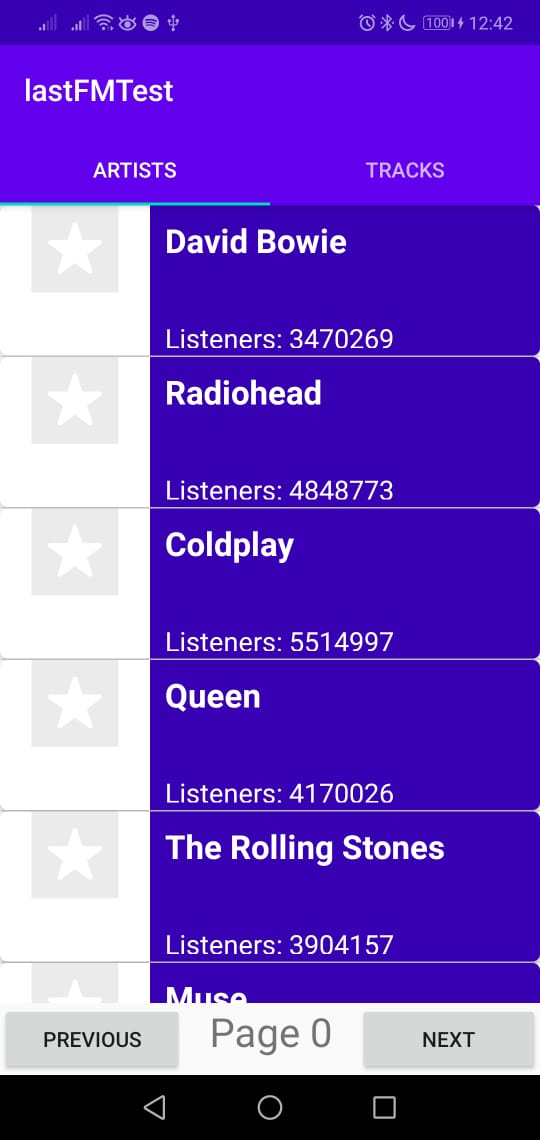 100 12:42
lastFMTest
ARTISTS TRACKS
David Bowie
Listeners: 3470269
Radiohead
Listeners: 4848773
Coldplay
Listeners: 5514997
Queen
Listeners: 4170026
The Rolling Stones
Listeners: 3904157
Muse
PREVIOUS Page 0 NEXT